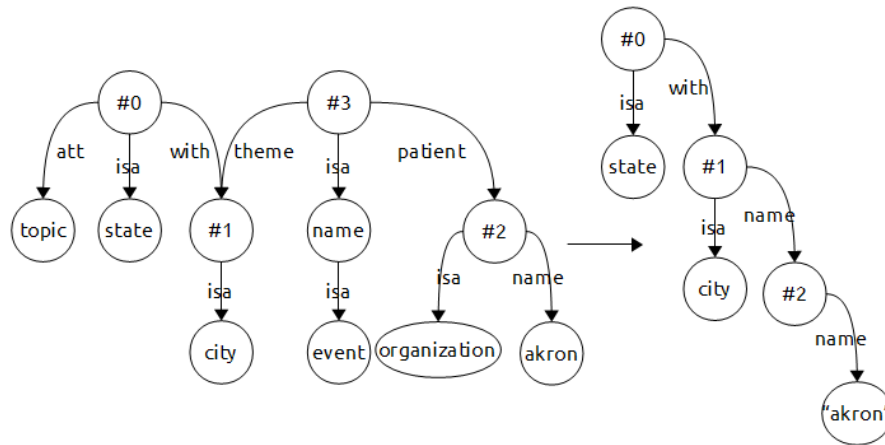 #0
isa
with
#0
#3
att
isa
with
theme
isa
patient
state
#1
topic
state
#1
name
#2
isa
name
isa
isa
isa
name
city
#2
city
event
organization
akron
name
"akron"